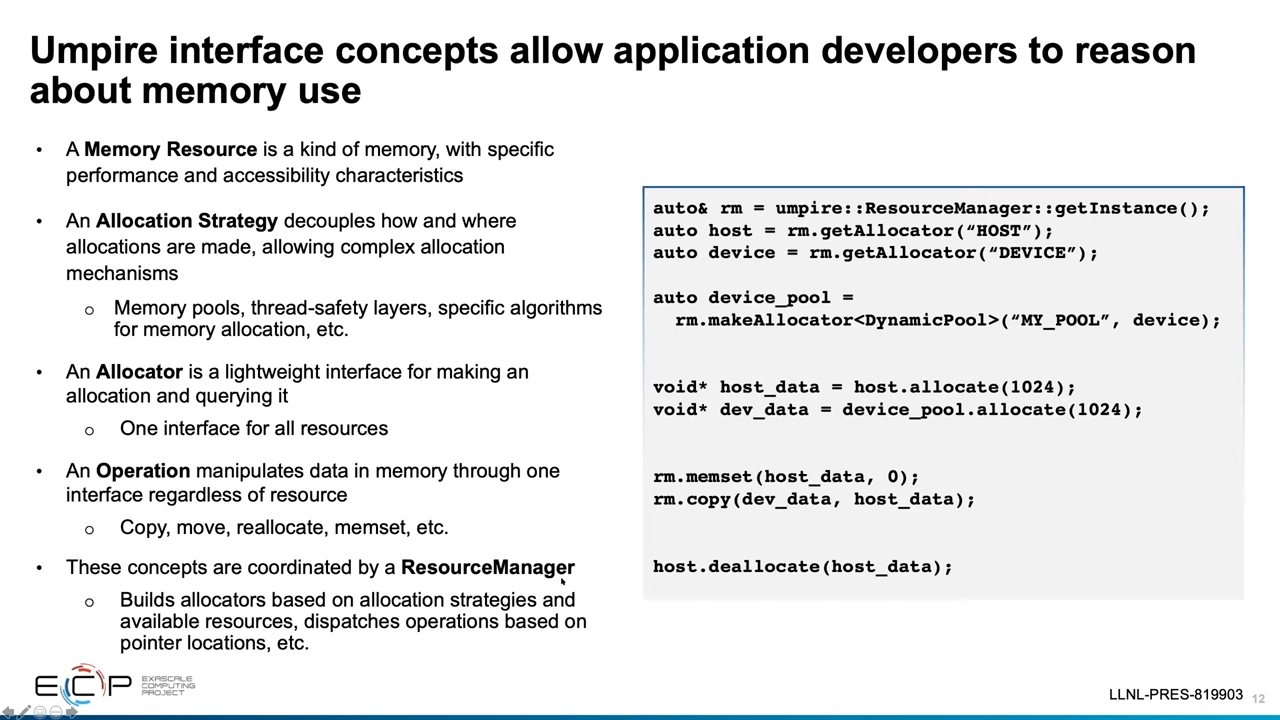 Umpire interface concepts allow application developers to reason
about memory use
• A Memory Resource is a kind of memory, with specific
performance and accessibility characteristics
• An Allocation Strategy decouples how and where
allocations are made, allowing complex allocation
mechanisms
o Memory pools, thread-safety layers, specific algorithms
for memory allocation, etc.
• An Allocator is a lightweight interface for making an
allocation and querying it
o One interface for all resources
• An Operation manipulates data in memory through one
interface regardless of resource
o Copy, move, reallocate, memset, etc.
• These concepts are coordinated by a ResourceManager
o Builds allocators based on allocation strategies and
available resources, dispatches operations based on
pointer locations, etc.
auto& rm = umpire::ResourceManager::getInstance();
auto host = rm.getAllocator(“HOST”);
auto device = rm.getAllocator(“DEVICE”);
auto device_pool =
rm.makeAllocator<DynamicPool>(“MY_POOL”, device);
void* host_data = host.allocate(1024);
void* dev_data = device_pool.allocate(1024);
rm.memset(host_data, 0);
rm.copy(dev_data, host_data);
host.deallocate(host_data);
ECP
EXASCALE
COMPUTING
PROJECT
LLNL-PRES-819903
12